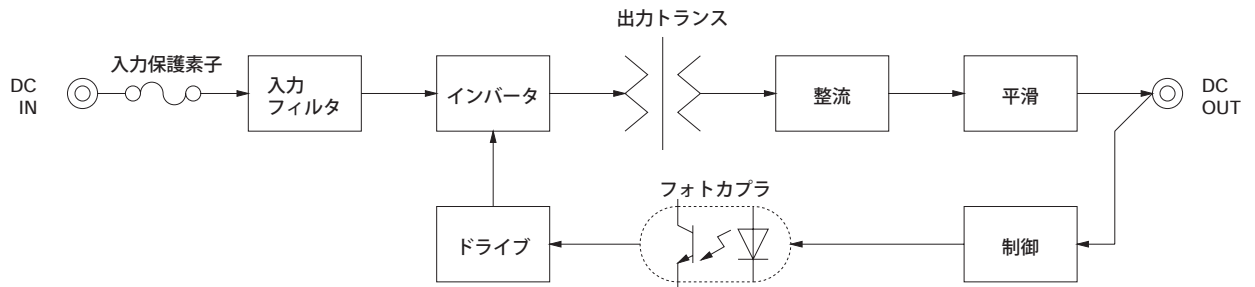 出力トランス
入力保護素子
DC
IN
入力
フィルタ
インバータ
整流
平滑
DC
OUT
フォトカプラ
ドライブ
制御